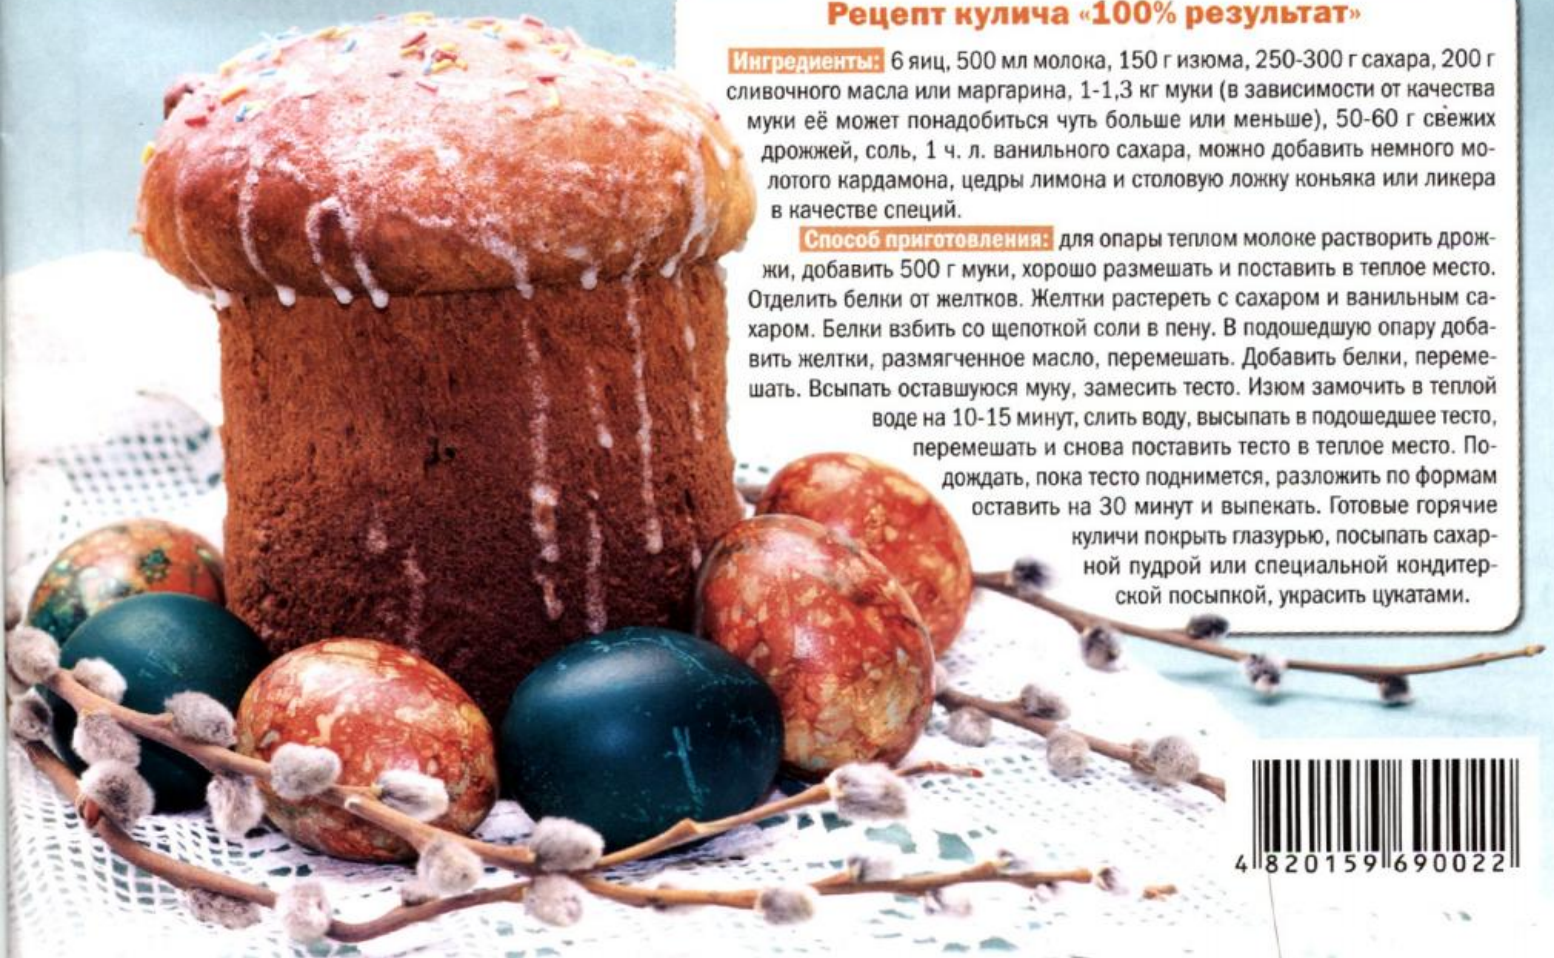 Рецепт кулича «100% результат»
Ингредиенты: 6 яиц, 500 мл молока, 150 г изюма, 250-300 г сахара, 200 г
сливочного масла или маргарина, 1-1,3 кг муки (в зависимости от качества
муки её может понадобиться чуть больше или меньше), 50-60 г свежих
дрожжей, соль, 1 ч. л. ванильного сахара, можно добавить немного мо-
лотого кардамона, цедры лимона и столовую ложку коньяка или ликера
в качестве специй.
Способ приготовления: для опары теплом молоке растворить дрож-
жи, добавить 500 г муки, хорошо размешать и поставить в теплое место.
Отделить белки от желтков. Желтки растереть с сахаром и ванильным са-
харом. Белки взбить со щепоткой соли в пену. В подошедшую опару доба-
вить желтки, размягченное масло, перемешать. Добавить белки, переме-
шать. Всыпать оставшуюся муку, замесить тесто. Изюм замочить в теплой
воде на 10-15 минут, слить воду, высыпать в подошедшее тесто,
перемешать и снова поставить тесто в теплое место. По-
дождать, пока тесто поднимется, разложить по формам
оставить на 30 минут и выпекать. Готовые горячие
куличи покрыть глазурью, посыпать сахар-
ной пудрой или специальной кондитер-
ской посыпкой, украсить цукатами.
4 820159 690022